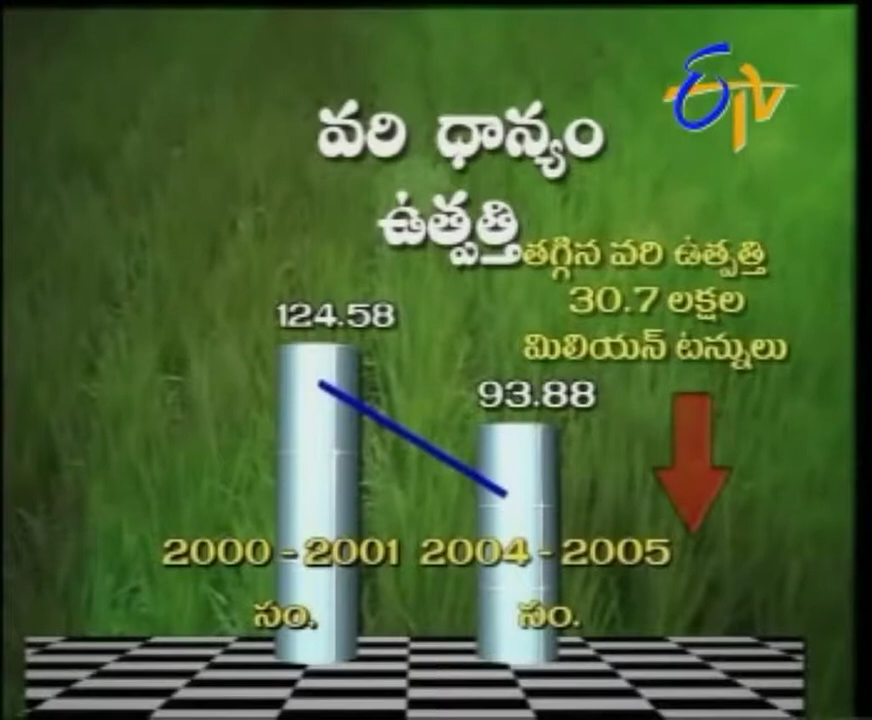 ETV
వరి ధాన్యం
ఉత్పత్తి
తగ్గిన వరి ఉత్పత్తి
30.7 లక్షల
మిలియన్ టన్నులు
124.58
93.88
2000 - 2001 2004 - 2005
సం. సం.